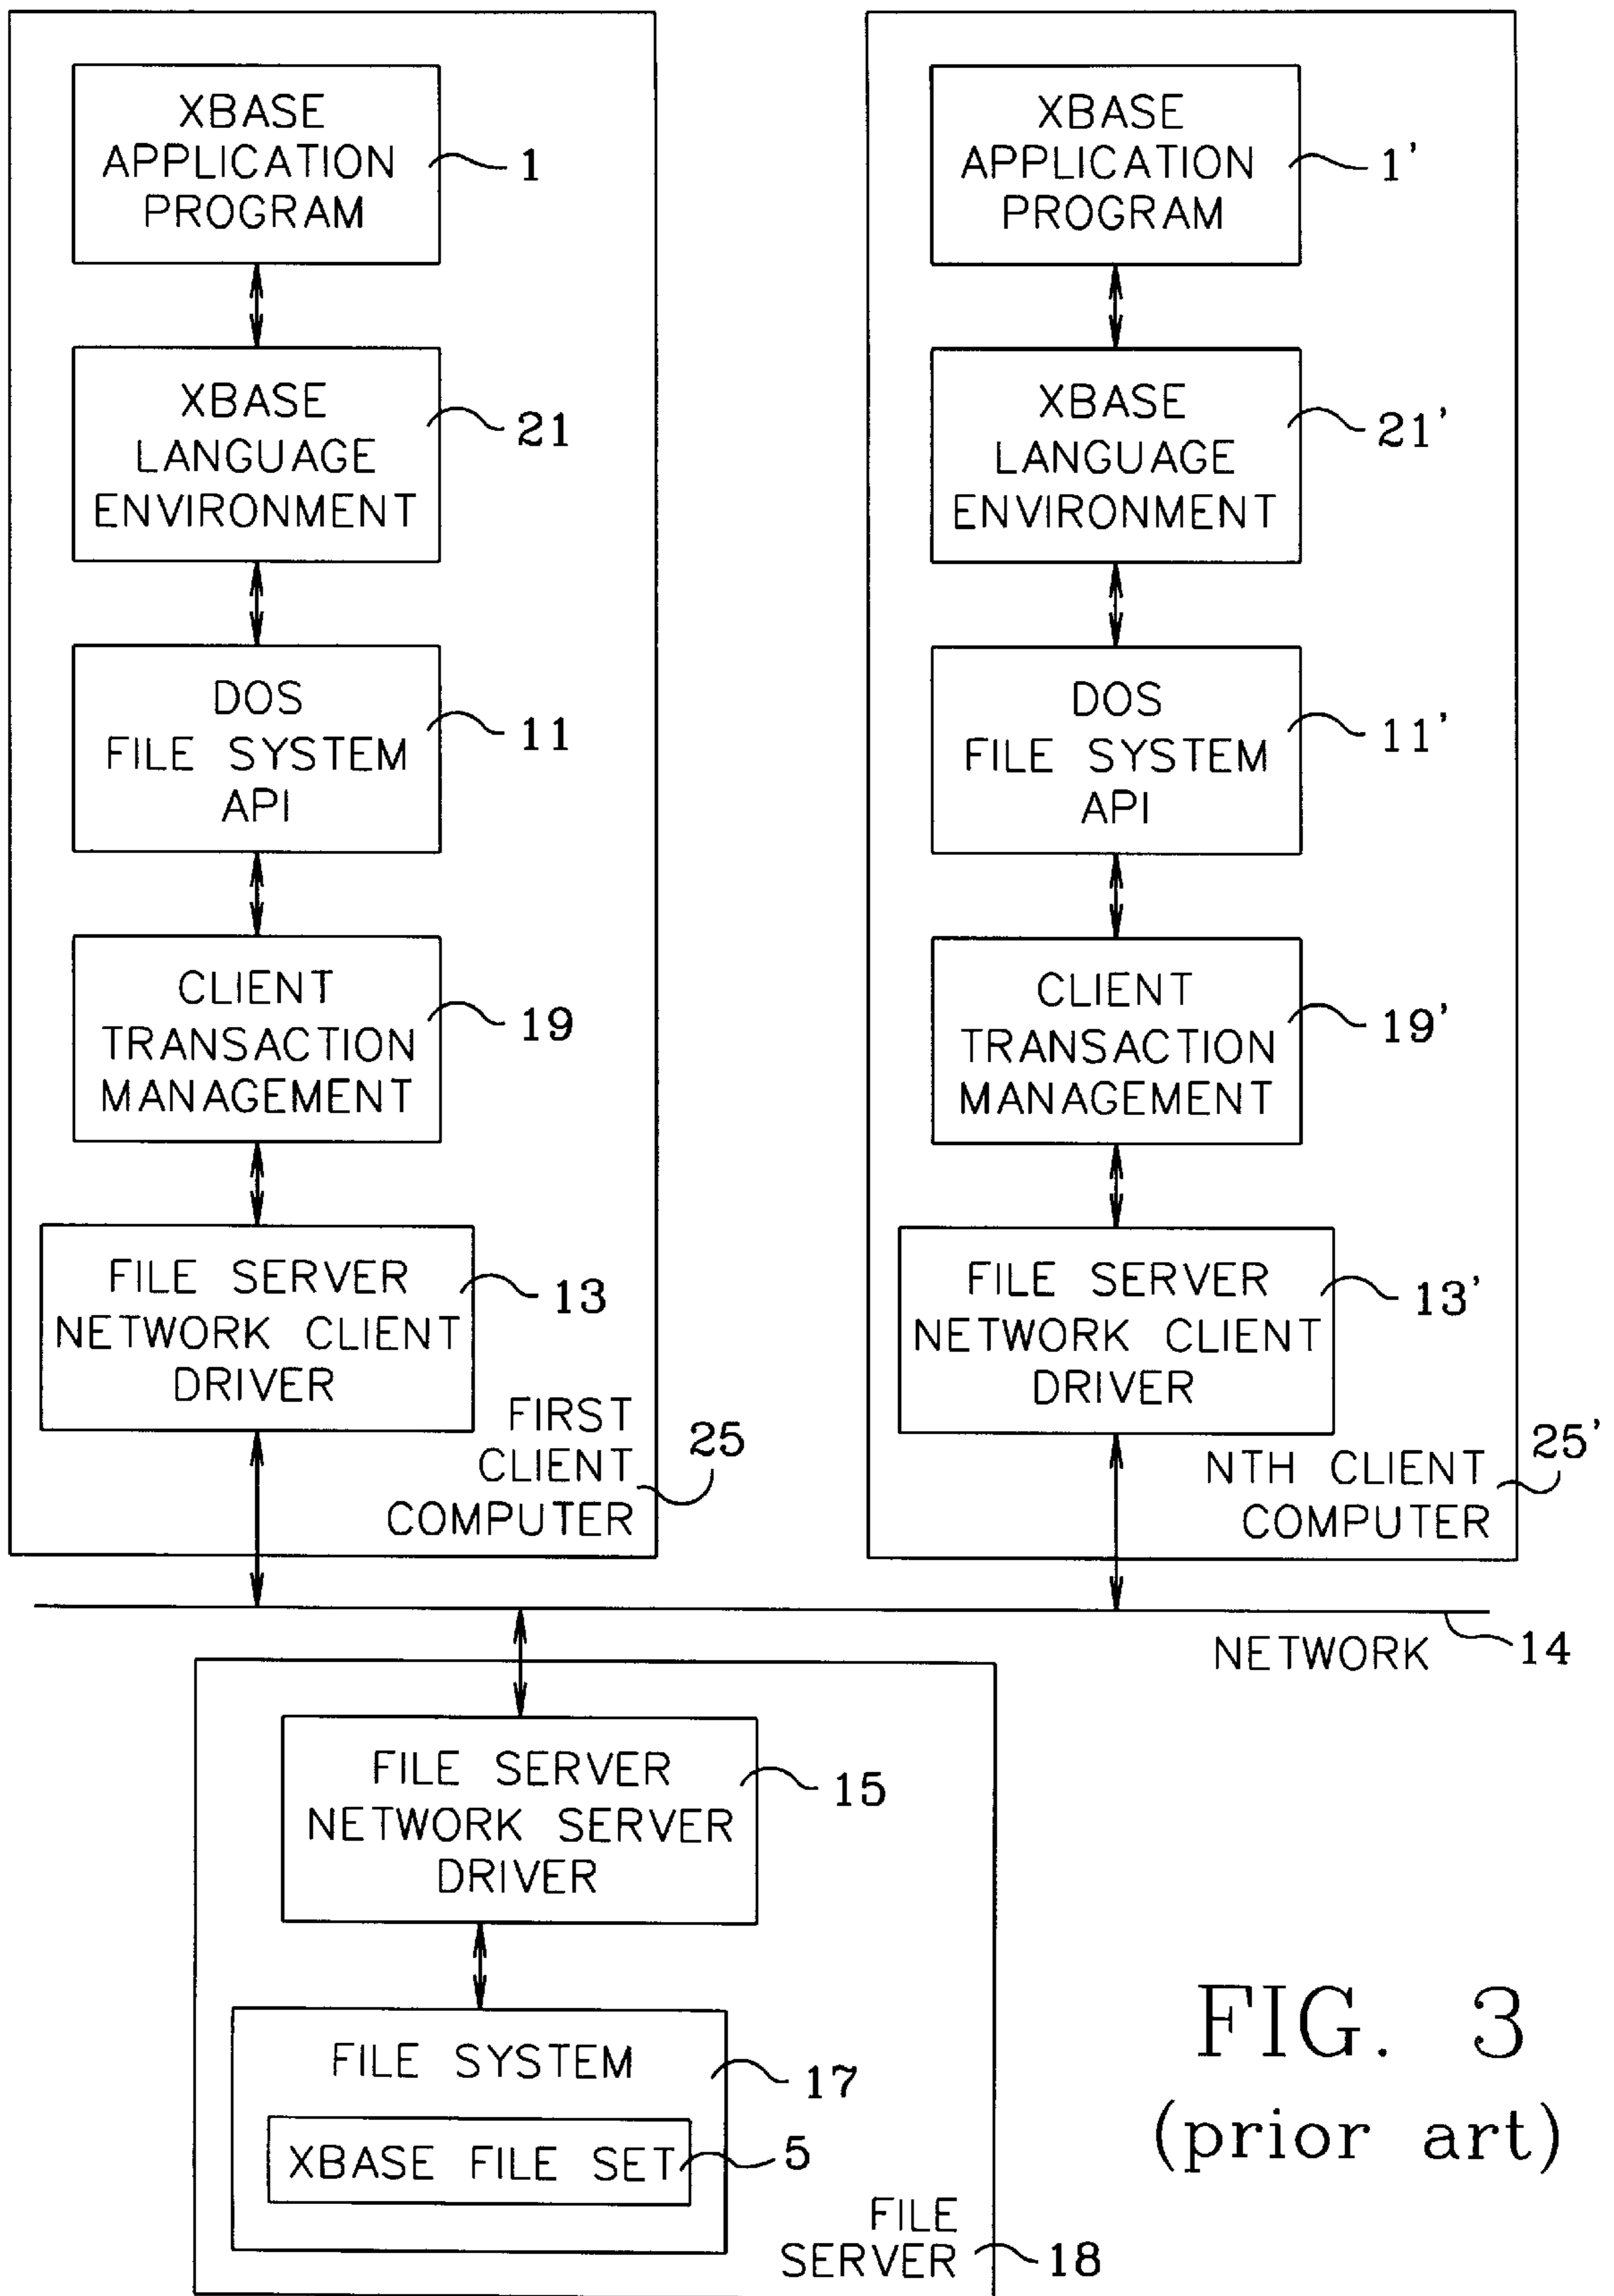 XBASE
APPLICATION
PROGRAM
1
XBASE
LANGUAGE
ENVIRONMENT
21
DOS
FILE SYSTEM
API
11
CLIENT
TRANSACTION
MANAGEMENT
19
FILE SERVER
NETWORK CLIENT
DRIVER
13
FIRST
CLIENT
COMPUTER
25
XBASE
APPLICATION
PROGRAM
1'
XBASE
LANGUAGE
ENVIRONMENT
21'
DOS
FILE SYSTEM
API
11'
CLIENT
TRANSACTION
MANAGEMENT
19'
FILE SERVER
NETWORK CLIENT
DRIVER
13'
NTH CLIENT
COMPUTER
25'
NETWORK
14
FILE SERVER
NETWORK SERVER
DRIVER
15
FILE SYSTEM
17
XBASE FILE SET
5
FILE
SERVER
18
FIG. 3
(prior art)